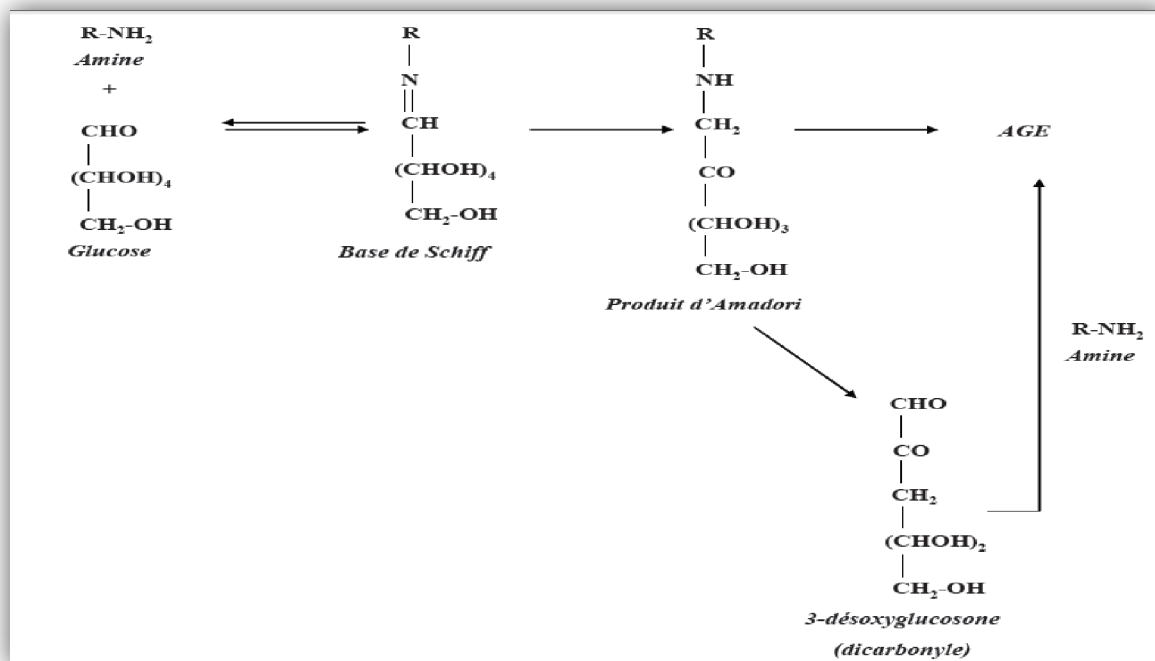 R-NH₂
Amine
+
CHO
(CHOH)₄
CH₂-OH
Glucose
R
N
CH
(CHOH)₄
CH₂-OH
Base de Schiff
R
NH
CH₂
CO
(CHOH)₃
CH₂-OH
Produit d'Amadori
AGE
R-NH₂
Amine
CHO
CO
CH₂
(CHOH)₂
CH₂-OH
3-désoxyglucosone
(dicarbonyle)